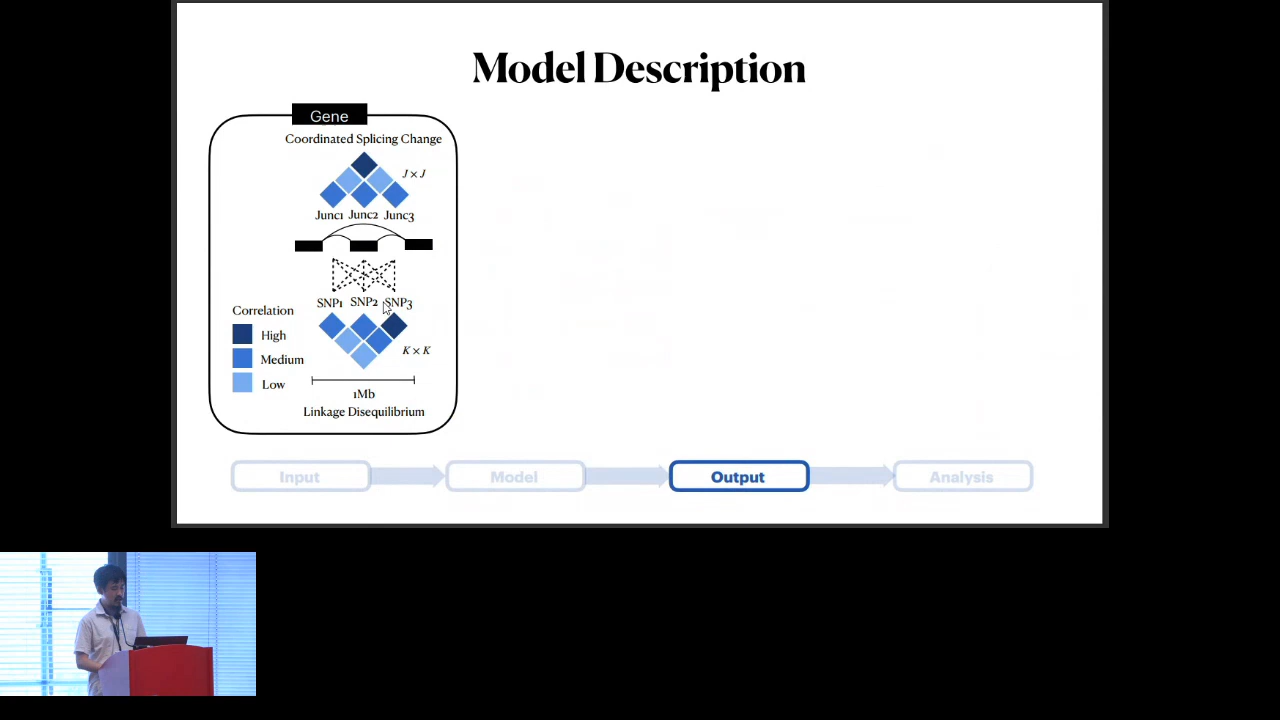 Model Description
Gene
Coordinated Splicing Change
J × J
Junc1 Junc2 Junc3
SNP1 SNP2 SNP3
Correlation
High
Medium
Low
K × K
1Mb
Linkage Disequilibrium
Input
Model
Output
Analysis